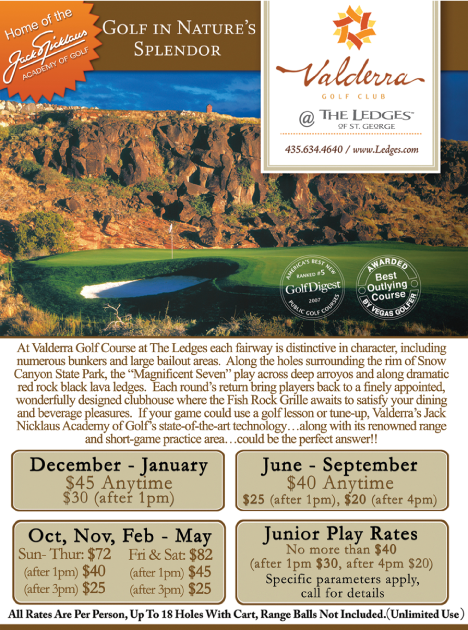 Home of the
Jack Nicklaus
ACADEMY OF GOLF
GOLF IN NATURE'S
SPLENDOR
Valderra
GOLF CLUB
@ THE LEDGES
OF ST. GEORGE
435.634.4640 / www.Ledges.com
AMERICA'S BEST NEW
RANKED #5
GolfDigest
2007
PUBLIC GOLF COURSES
AWARDED
Best
Outlying
Course
BY VEGAS GOLFER
At Valderra Golf Course at The Ledges each fairway is distinctive in character, including
numerous bunkers and large bailout areas. Along the holes surrounding the rim of Snow
Canyon State Park, the “Magnificent Seven” play across deep arroyos and along dramatic
red rock black lava ledges. Each round's return bring players back to a finely appointed,
wonderfully designed clubhouse where the Fish Rock Grille awaits to satisfy your dining
and beverage pleasures. If your game could use a golf lesson or tune-up, Valderra's Jack
Nicklaus Academy of Golf's state-of-the-art technology…along with its renowned range
and short-game practice area…could be the perfect answer!!
December - January
$45 Anytime
$30 (after 1pm)
June - September
$40 Anytime
$25 (after 1pm), $20 (after 4pm)
Oct, Nov, Feb - May
Sun- Thur: $72 Fri & Sat: $82
(after 1pm) $40 (after 1pm) $45
(after 3pm) $25 (after 3pm) $25
Junior Play Rates
No more than $40
(after 1pm $30, after 4pm $20)
Specific parameters apply,
call for details
All Rates Are Per Person, Up To 18 Holes With Cart, Range Balls Not Included.(Unlimited Use)